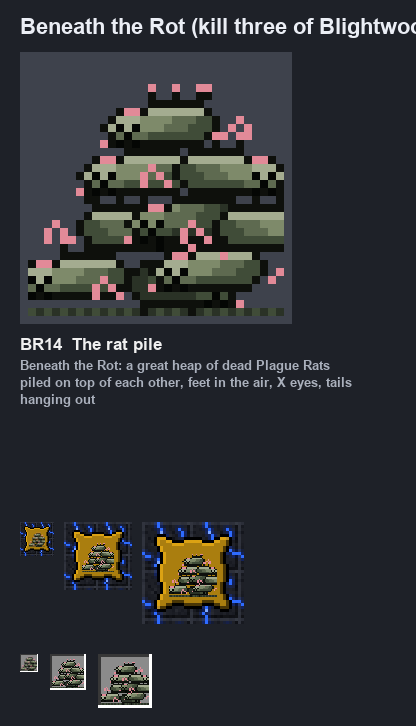 Beneath the Rot (kill three of Blightwoo
BR14 The rat pile
Beneath the Rot: a great heap of dead Plague Rats
piled on top of each other, feet in the air, X eyes, tails
hanging out